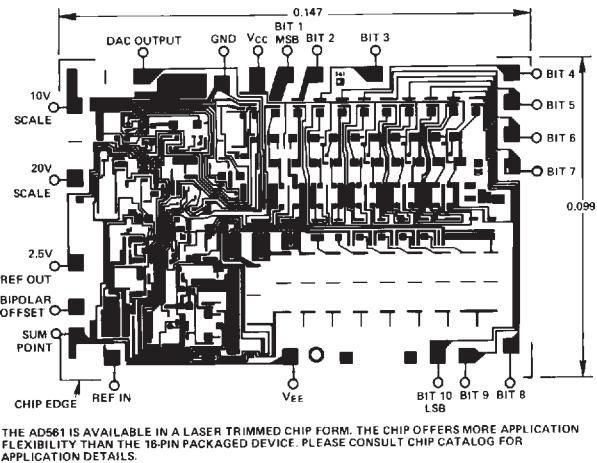 0.147
BIT 1
DAC OUTPUT GND VCC MSB BIT 2 BIT 3
BIT 4
10V
SCALE
BIT 5
BIT 6
20V
SCALE
BIT 7
0.099
2.5V
REF OUT
BIPOLAR
OFFSET
SUM
POINT
CHIP EDGE
REF IN
VEE
BIT 10
LSB
BIT 9
BIT 8
THE AD561 IS AVAILABLE IN A LASER TRIMMED CHIP FORM. THE CHIP OFFERS MORE APPLICATION
FLEXIBILITY THAN THE 16-PIN PACKAGED DEVICE. PLEASE CONSULT CHIP CATALOG FOR
APPLICATION DETAILS.